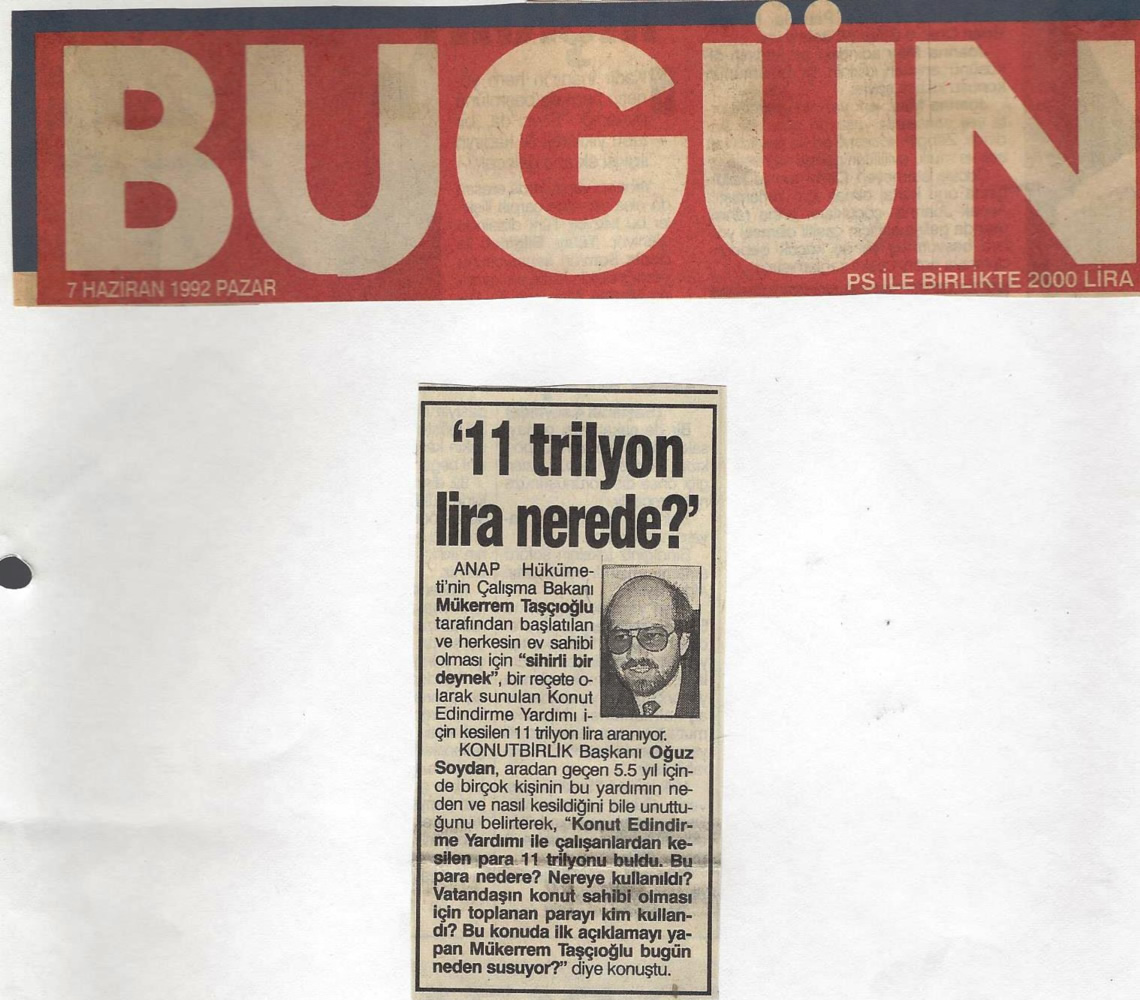 BUGÜN
7 HAZİRAN 1992 PAZAR
PS İLE BİRLİKTE 2000 LİRA
‘11 trilyon
lira nerede?’
ANAP Hüküme-
ti’nin Çalışma Bakanı
Mükerrem Taşçıoğlu
tarafından başlatılan
ve herkesin ev sahibi
olması için “sihirli bir
deynek”, bir reçete o-
larak sunulan Konut
Edindirme Yardımı i-
çin kesilen 11 trilyon lira aranıyor.
KONUTBİRLİK Başkanı Oğuz
Soydan, aradan geçen 5.5 yıl için-
de birçok kişinin bu yardımın ne-
den ve nasıl kesildiğini bile unuttu-
ğunu belirterek, “Konut Edindir-
me Yardımı ile çalışanlardan ke-
silen para 11 trilyonu buldu. Bu
para nedere? Nereye kullanıldı?
Vatandaşın konut sahibi olması
için toplanan parayı kim kullan-
dı? Bu konuda ilk açıklamayı ya-
pan Mükerrem Taşçıoğlu bugün
neden susuyor?” diye konuştu.